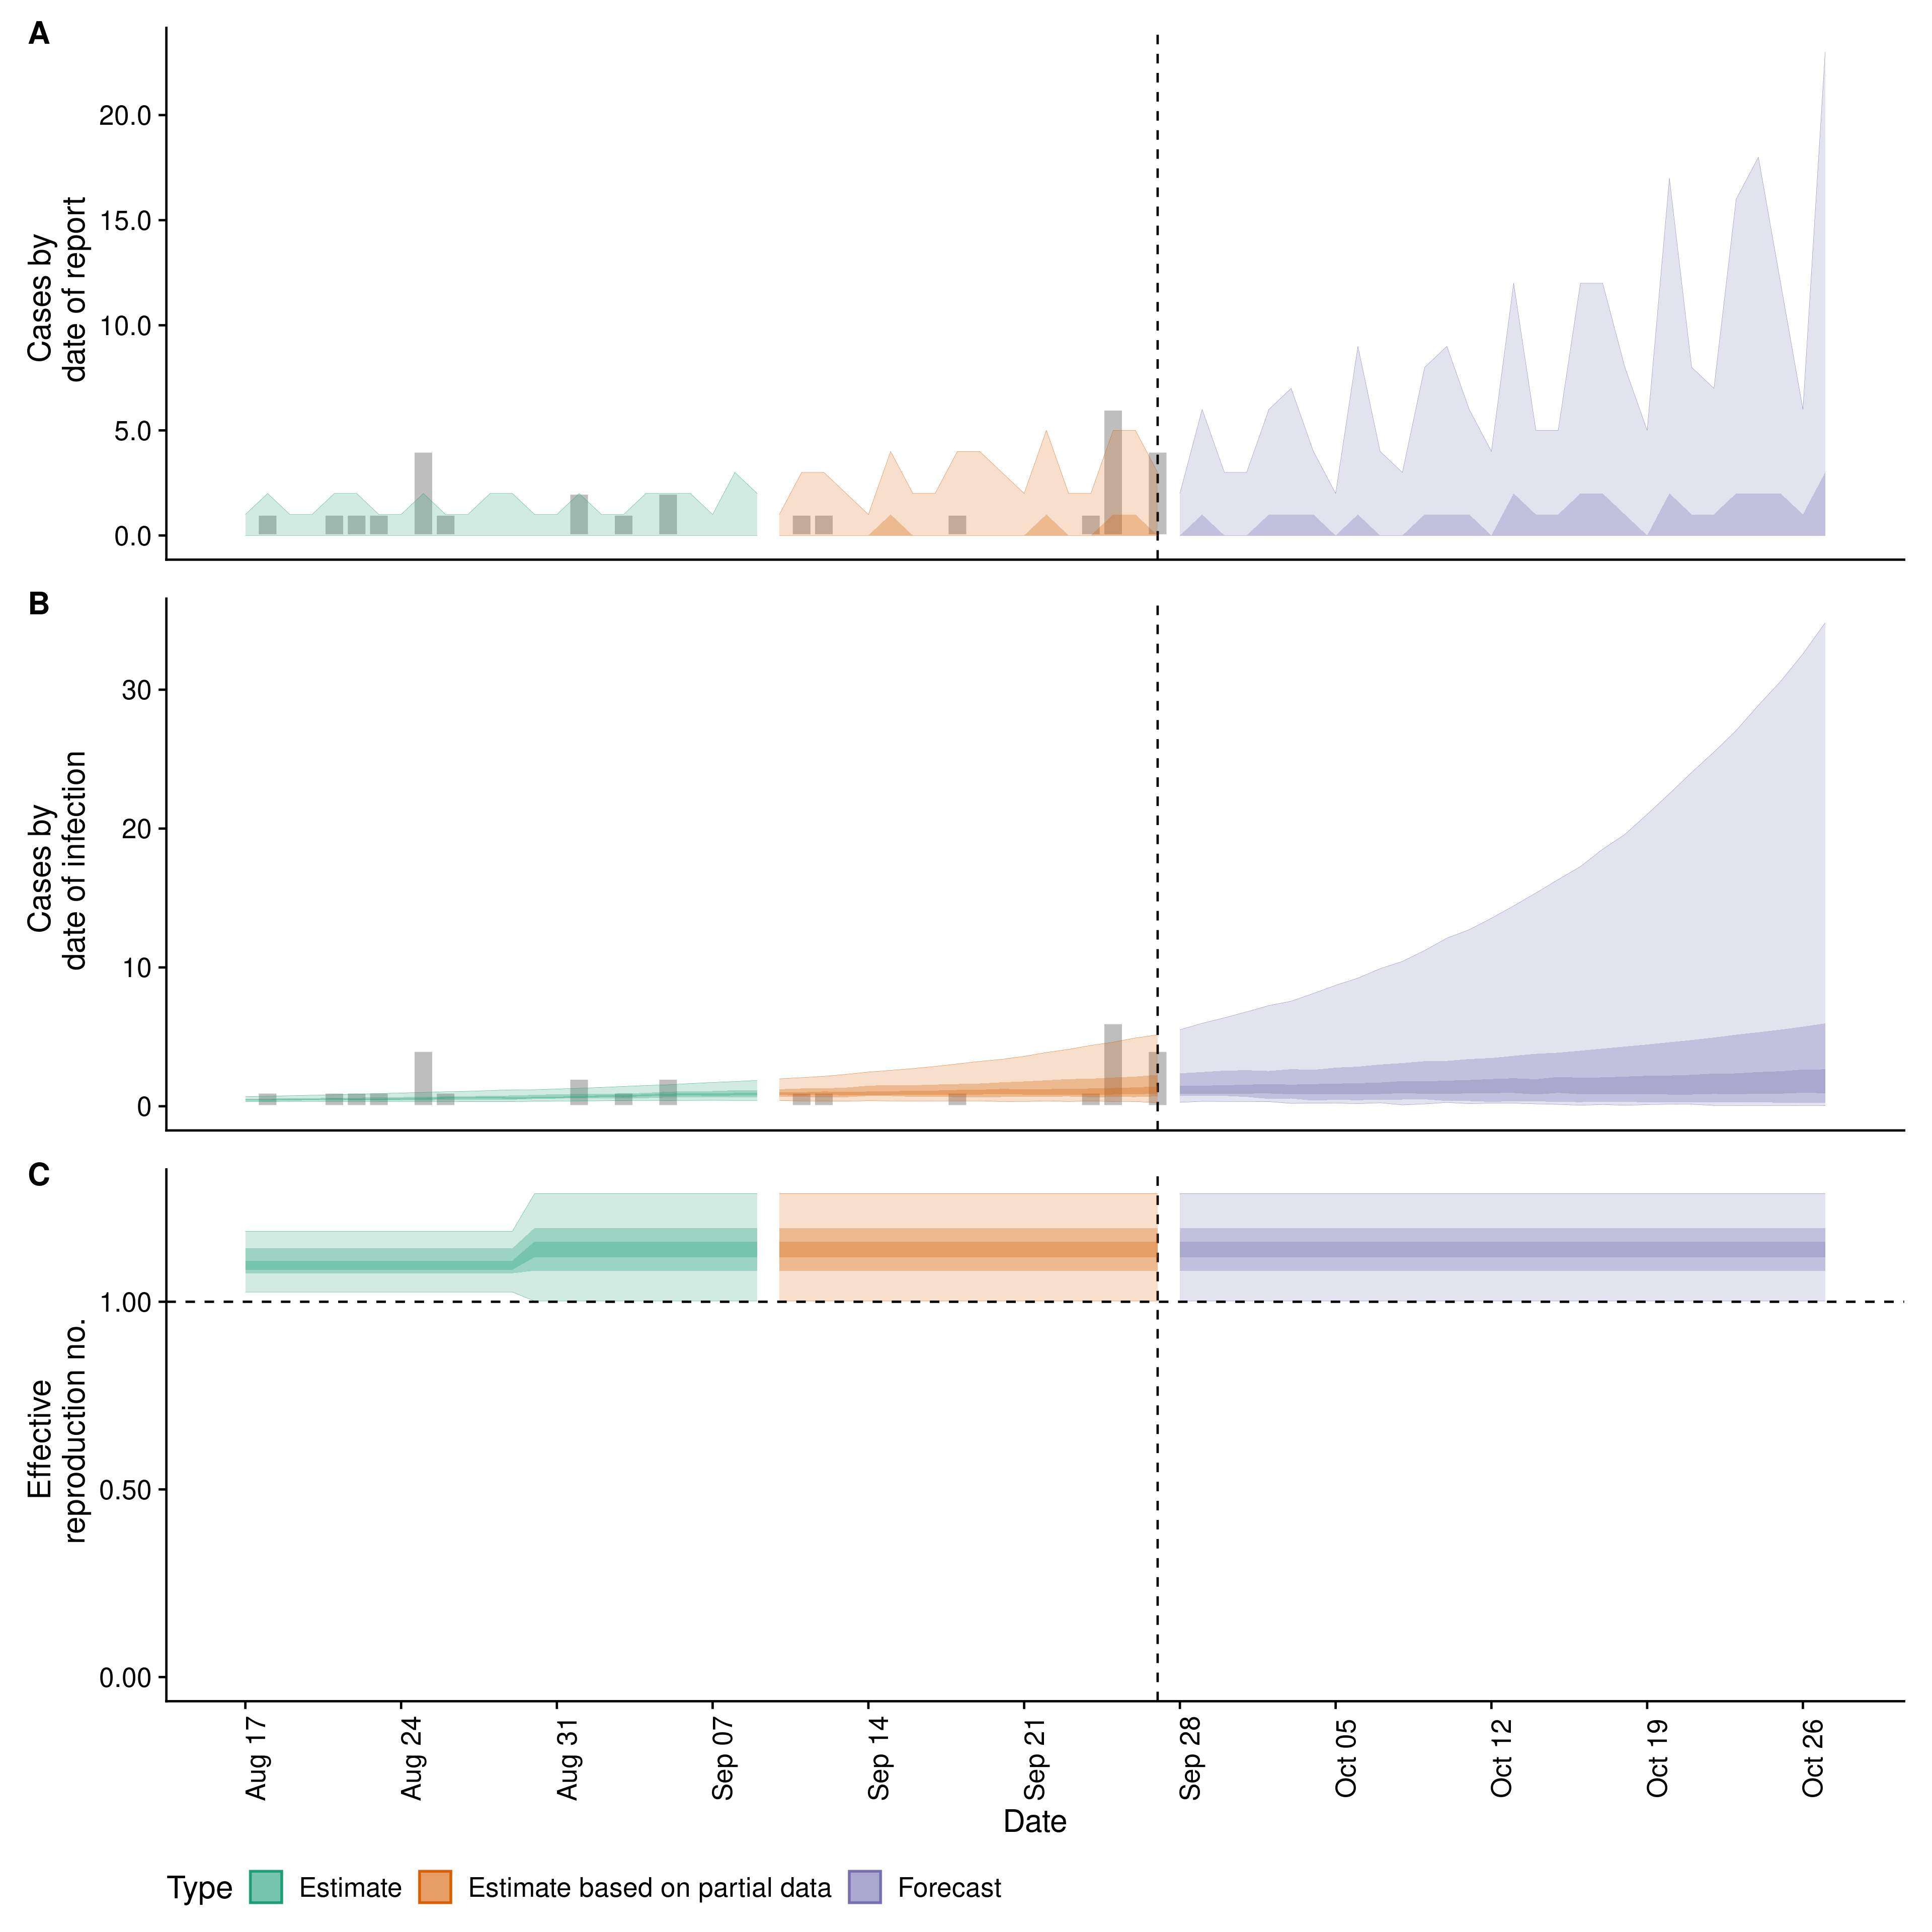 A
Cases by
date of report
20.0
15.0
10.0
5.0
0.0
B
Cases by
date of infection
30
20
10
0
C
Effective
reproduction no.
1.00
0.50
0.00
Aug 17
Aug 24
Aug 31
Sep 07
Sep 14
Sep 21
Sep 28
Oct 05
Oct 12
Oct 19
Oct 26
Date
Type Estimate Estimate based on partial data Forecast